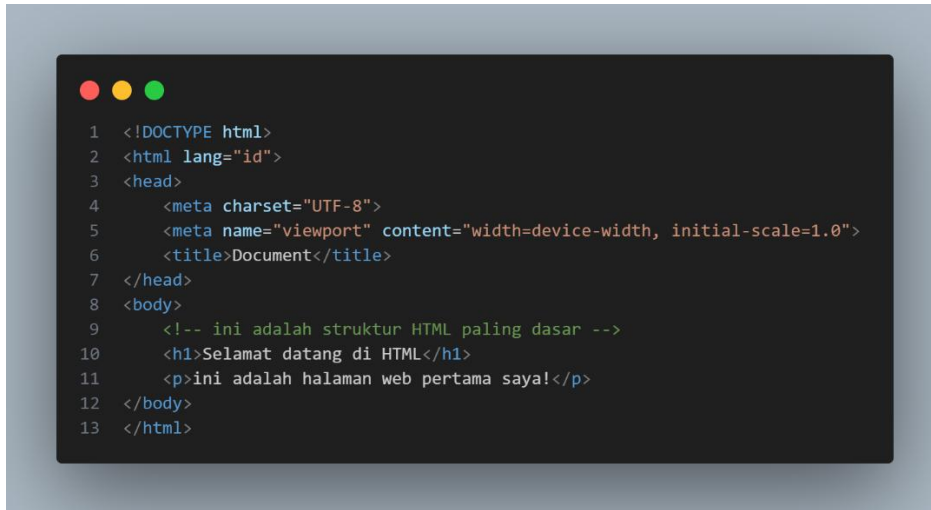 1 <!DOCTYPE html>
2 <html lang="id">
3 <head>
4     <meta charset="UTF-8">
5     <meta name="viewport" content="width=device-width, initial-scale=1.0">
6     <title>Document</title>
7 </head>
8 <body>
9     <!-- ini adalah struktur HTML paling dasar -->
10     <h1>Selamat datang di HTML</h1>
11     <p>ini adalah halaman web pertama saya!</p>
12 </body>
13 </html>